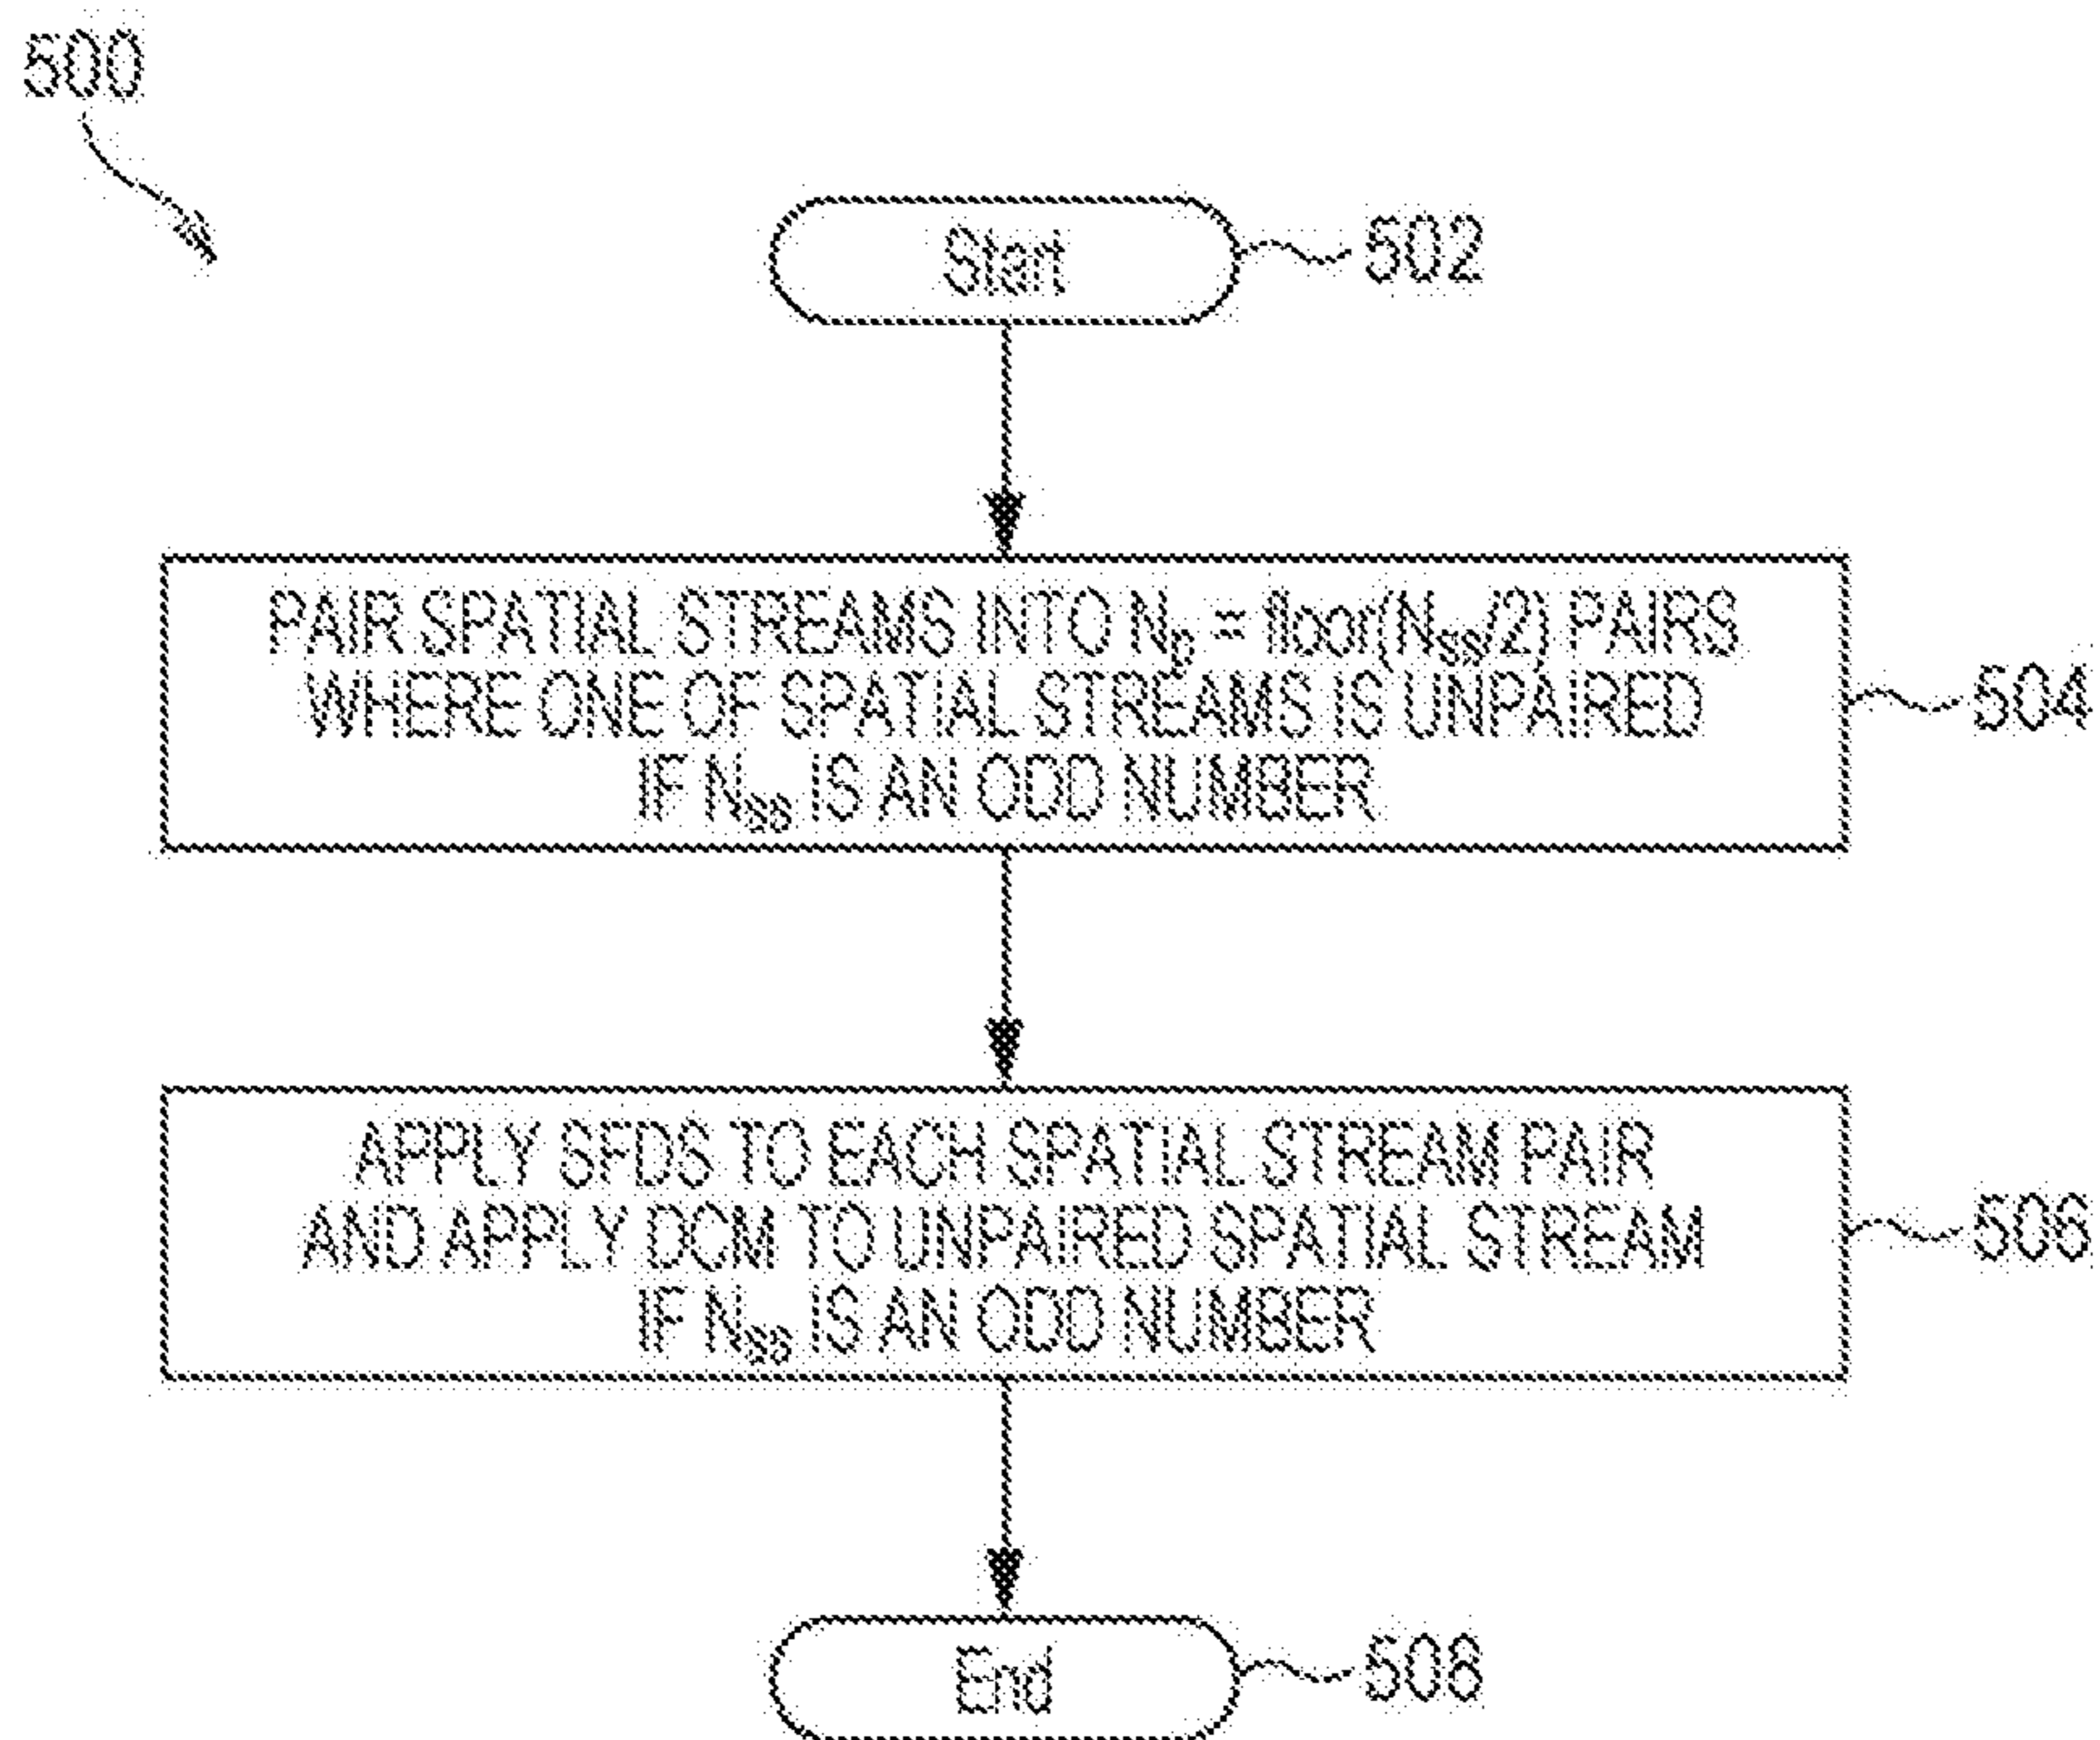 500
Start
502
PAIR SPATIAL STREAMS INTO Np = floor(Nss/2) PAIRS
WHERE ONE OF SPATIAL STREAMS IS UNPAIRED
IF Nss IS AN ODD NUMBER
504
APPLY SFDS TO EACH SPATIAL STREAM PAIR
AND APPLY DCM TO UNPAIRED SPATIAL STREAM
IF Nss IS AN ODD NUMBER
506
End
508